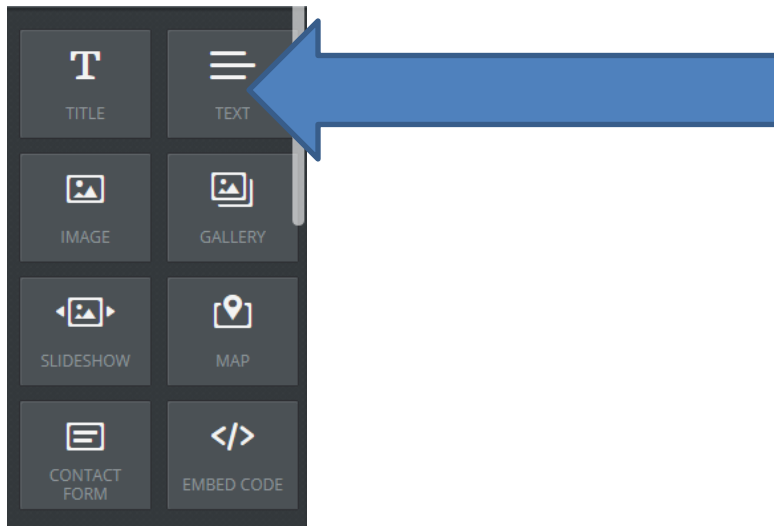 TITLE
TEXT
IMAGE
GALLERY
SLIDESHOW
MAP
CONTACT
FORM
EMBED CODE